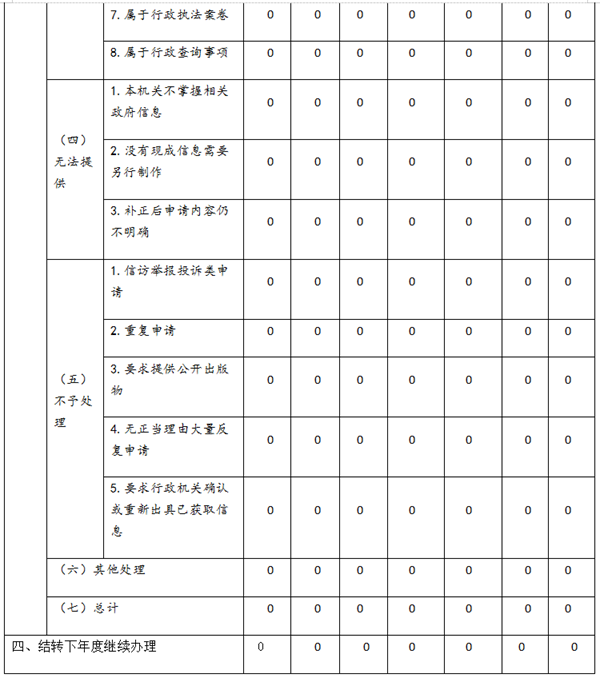 7. 属于行政执法案卷 0 0 0 0 0 0 0
8. 属于行政查询事项 0 0 0 0 0 0 0
（四）
无法提
供
1. 本机关不掌握相关
政府信息
0 0 0 0 0 0 0
2. 没有现成信息需要
另行制作
0 0 0 0 0 0 0
3. 补正后申请内容仍
不明确
0 0 0 0 0 0 0
（五）
不予处
理
1. 信访举报投诉类申
请
0 0 0 0 0 0 0
2. 重复申请 0 0 0 0 0 0 0
3. 要求提供公开出版
物
0 0 0 0 0 0 0
4. 无正当理由大量反
复申请
0 0 0 0 0 0 0
5. 要求行政机关确认
或重新出具已获取信
息
0 0 0 0 0 0 0
（六）其他处理 0 0 0 0 0 0 0
（七）总计 0 0 0 0 0 0 0
四、结转下年度继续办理 0 0 0 0 0 0 0